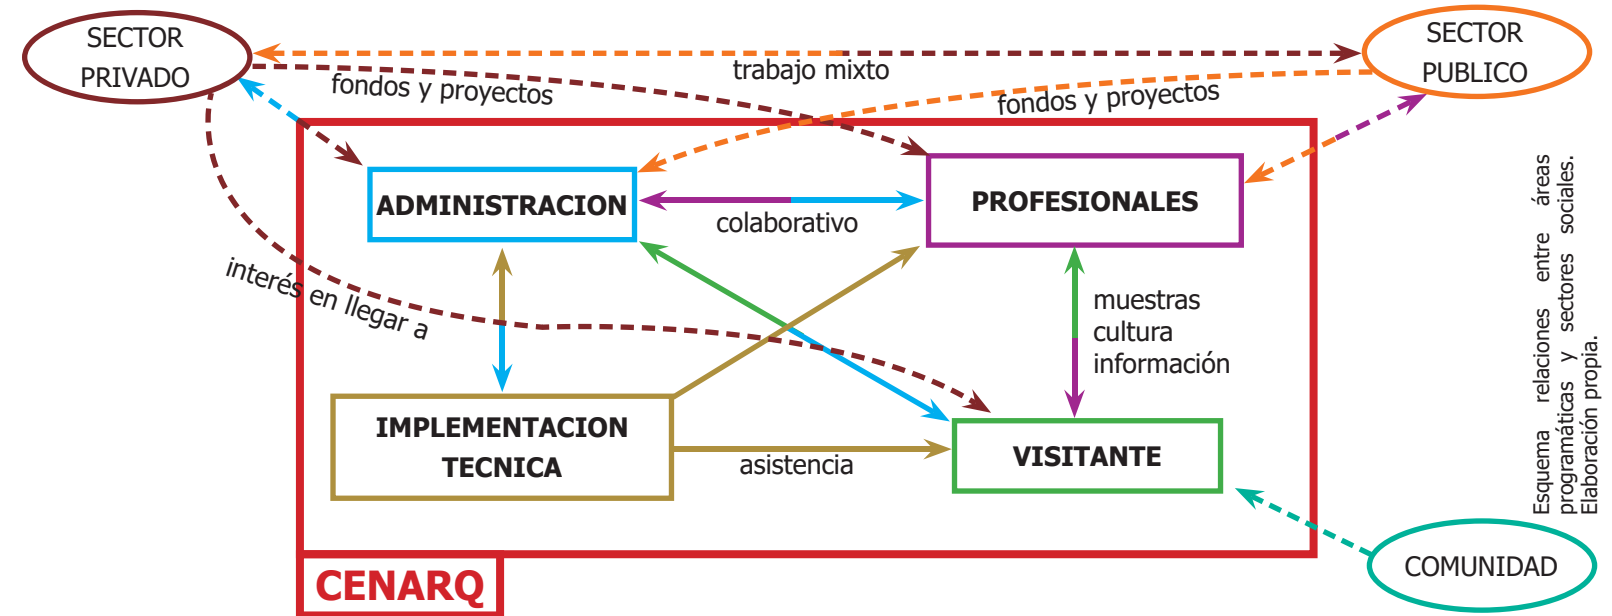 SECTOR
PRIVADO
trabajo mixto
SECTOR
PUBLICO
fondos y proyectos
fondos y proyectos
ADMINISTRACION
colaborativo
PROFESIONALES
interés en llegar a
muestras
cultura
información
IMPLEMENTACION
TECNICA
asistencia
VISITANTE
COMUNIDAD
CENARQ
Esquema relaciones entre áreas
programáticas y sectores sociales.
Elaboración propia.